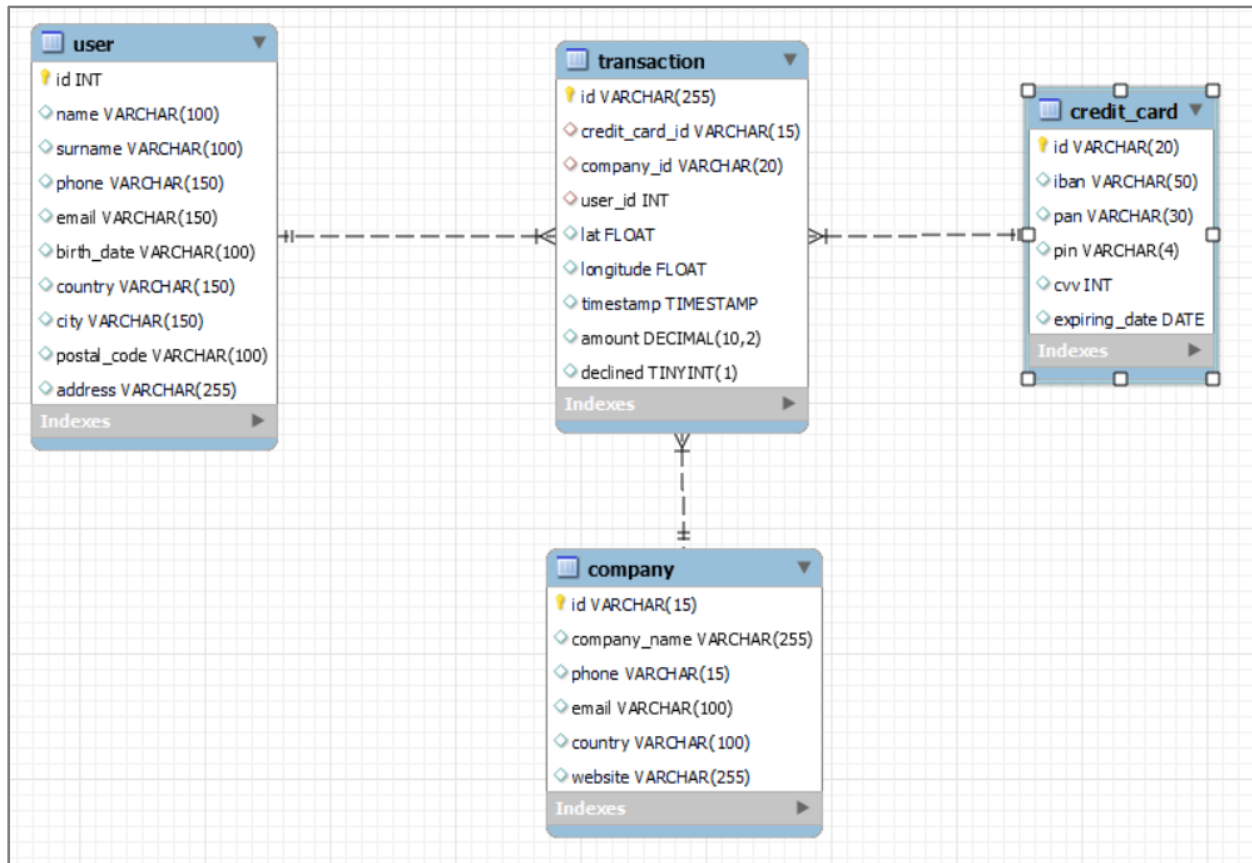 user
id INT
name VARCHAR(100)
surname VARCHAR(100)
phone VARCHAR(150)
email VARCHAR(150)
birth_date VARCHAR(100)
country VARCHAR(150)
city VARCHAR(150)
postal_code VARCHAR(100)
address VARCHAR(255)
Indexes
transaction
id VARCHAR(255)
credit_card_id VARCHAR(15)
company_id VARCHAR(20)
user_id INT
lat FLOAT
longitude FLOAT
timestamp TIMESTAMP
amount DECIMAL(10,2)
declined TINYINT(1)
Indexes
credit_card
id VARCHAR(20)
iban VARCHAR(50)
pan VARCHAR(30)
pin VARCHAR(4)
cvv INT
expiring_date DATE
Indexes
company
id VARCHAR(15)
company_name VARCHAR(255)
phone VARCHAR(15)
email VARCHAR(100)
country VARCHAR(100)
website VARCHAR(255)
Indexes